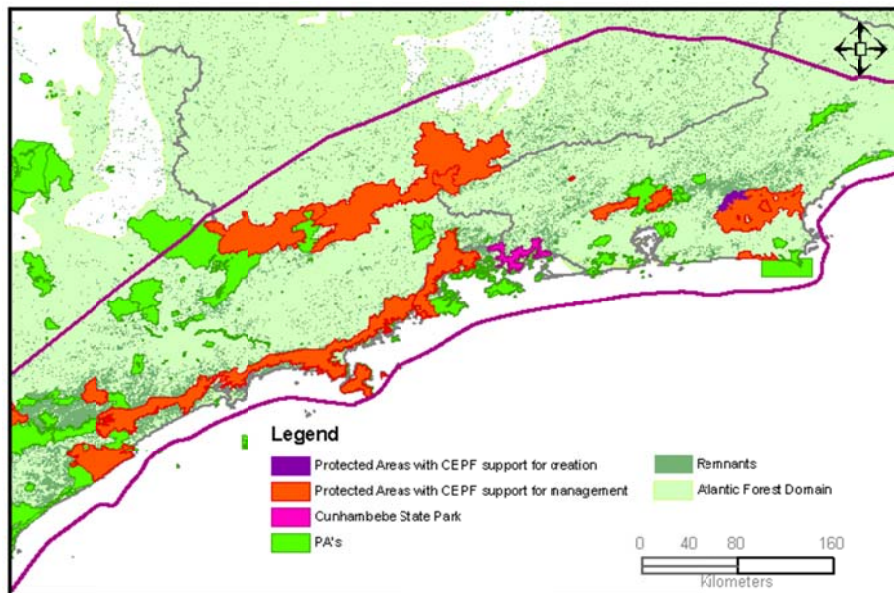 Legend
Protected Areas with CEPF support for creation
Protected Areas with CEPF support for management
Cunhambebe State Park
PA's
Remnants
Atlantic Forest Domain
0 40 80 160
Kilometers